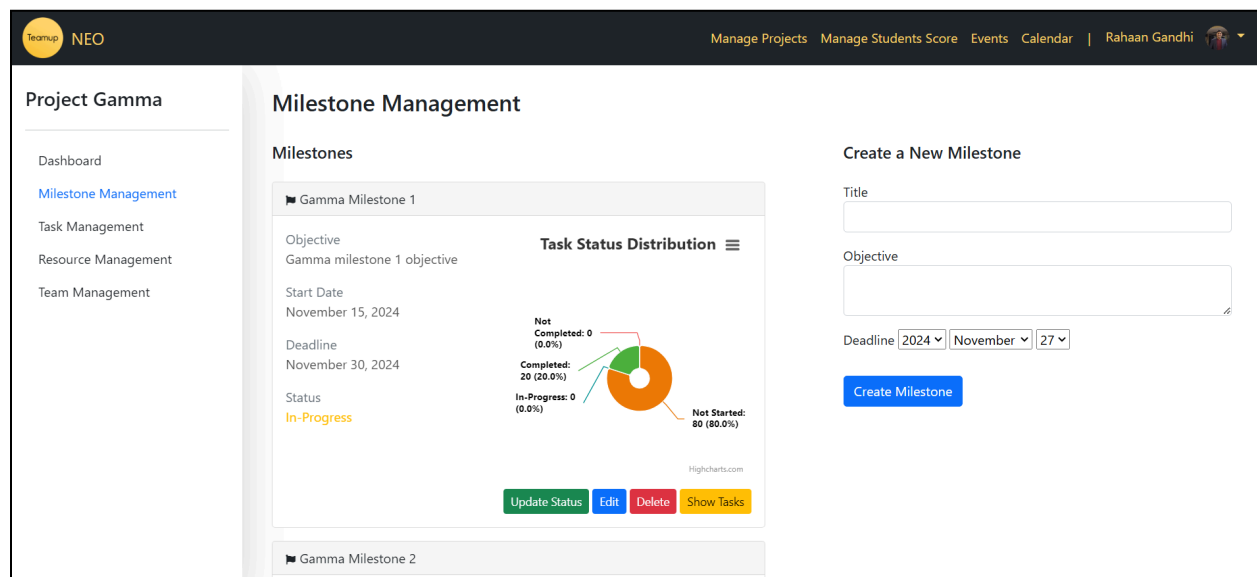 Teamup
NEO
Manage Projects Manage Students Score Events Calendar | Rahaan Gandhi
Project Gamma
Dashboard
Milestone Management
Task Management
Resource Management
Team Management
Milestone Management
Milestones
Gamma Milestone 1
Objective
Gamma milestone 1 objective
Start Date
November 15, 2024
Deadline
November 30, 2024
Status
In-Progress
Task Status Distribution
Not
Completed: 0
(0.0%)
Completed:
20 (20.0%)
In-Progress: 0
(0.0%)
Not Started:
80 (80.0%)
Highcharts.com
Update Status Edit Delete Show Tasks
Gamma Milestone 2
Create a New Milestone
Title
Objective
Deadline 2024 November 27
Create Milestone